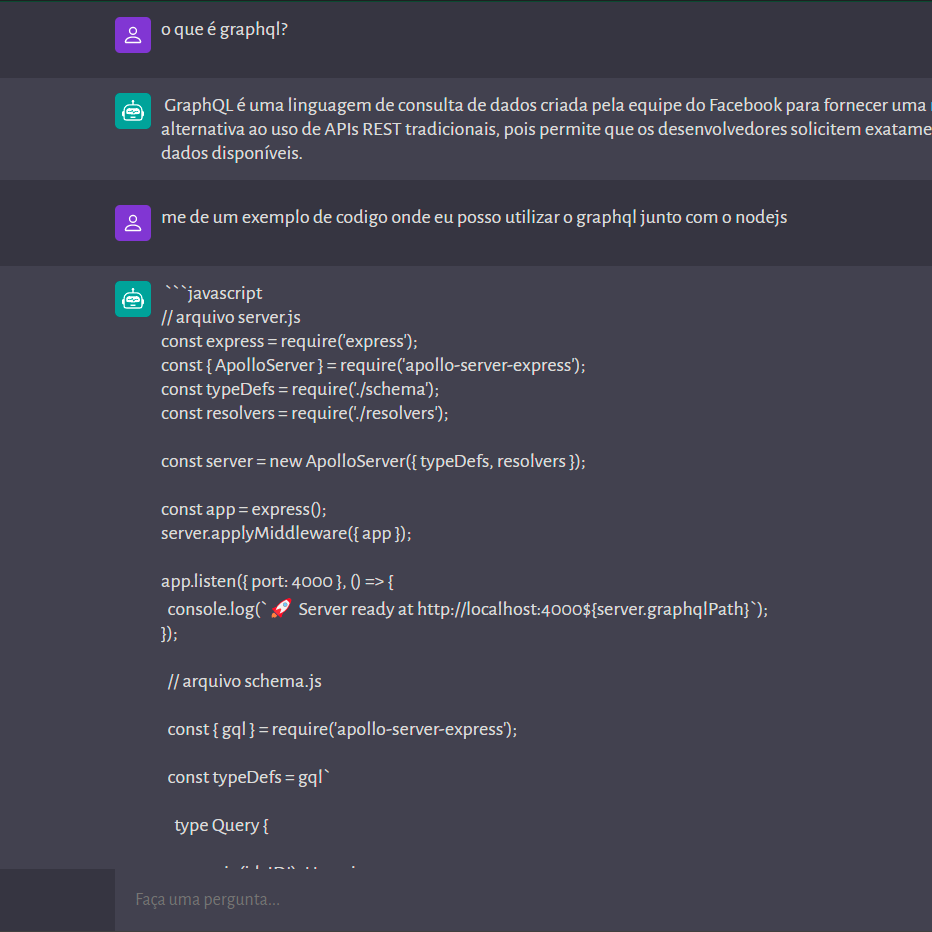 o que é graphql?
GraphQL é uma linguagem de consulta de dados criada pela equipe do Facebook para fornecer uma
alternativa ao uso de APIs REST tradicionais, pois permite que os desenvolvedores solicitem exatame
dados disponíveis.
me de um exemplo de codigo onde eu posso utilizar o graphql junto com o nodejs
```javascript
// arquivo server.js
const express = require('express');
const { ApolloServer } = require('apollo-server-express');
const typeDefs = require('./schema');
const resolvers = require('./resolvers');
const server = new ApolloServer({ typeDefs, resolvers });
const app = express();
server.applyMiddleware({ app });
app.listen({ port: 4000 }, () => {
console.log(`🚀 Server ready at http://localhost:4000${server.graphqlPath}`);
});
// arquivo schema.js
const { gql } = require('apollo-server-express');
const typeDefs = gql`
type Query {
Faça uma pergunta...